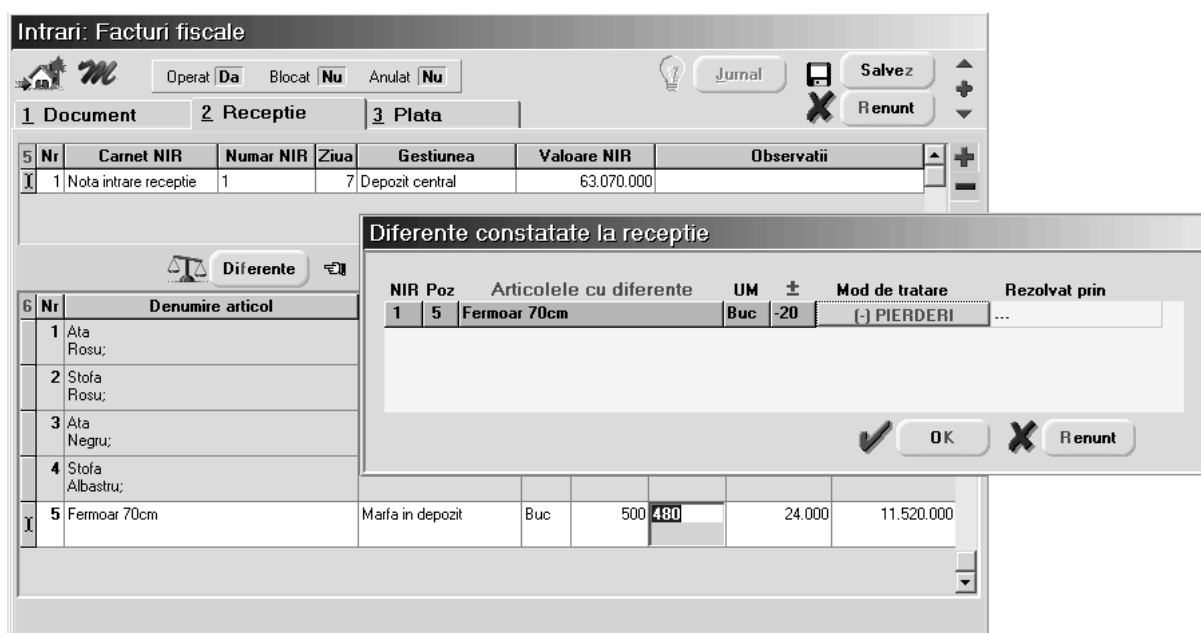 Intrari: Facturi fiscale
Operat Da Blocat Nu Anulat Nu
Jurnal
Salvez
Renunt
1 Document
2 Receptie
3 Plata
5 Nr Carnet NIR Numar NIR Ziua Gestiunea Valoare NIR Observatii
1 Nota intrare receptie 1 7 Depozit central 63.070.000
Diferente
Diferente constatate la receptie
NIR Poz Articolele cu diferente UM ± Mod de tratare Rezolvat prin
1 5 Fermoar 70cm Buc -20 (-) PIERDERI ...
OK
Renunt
6 Nr Denumire articol
1 Ata
Rosu;
2 Stofa
Rosu;
3 Ata
Negru;
4 Stofa
Albastru;
5 Fermoar 70cm Marfa in depozit Buc 500 480 24.000 11.520.000